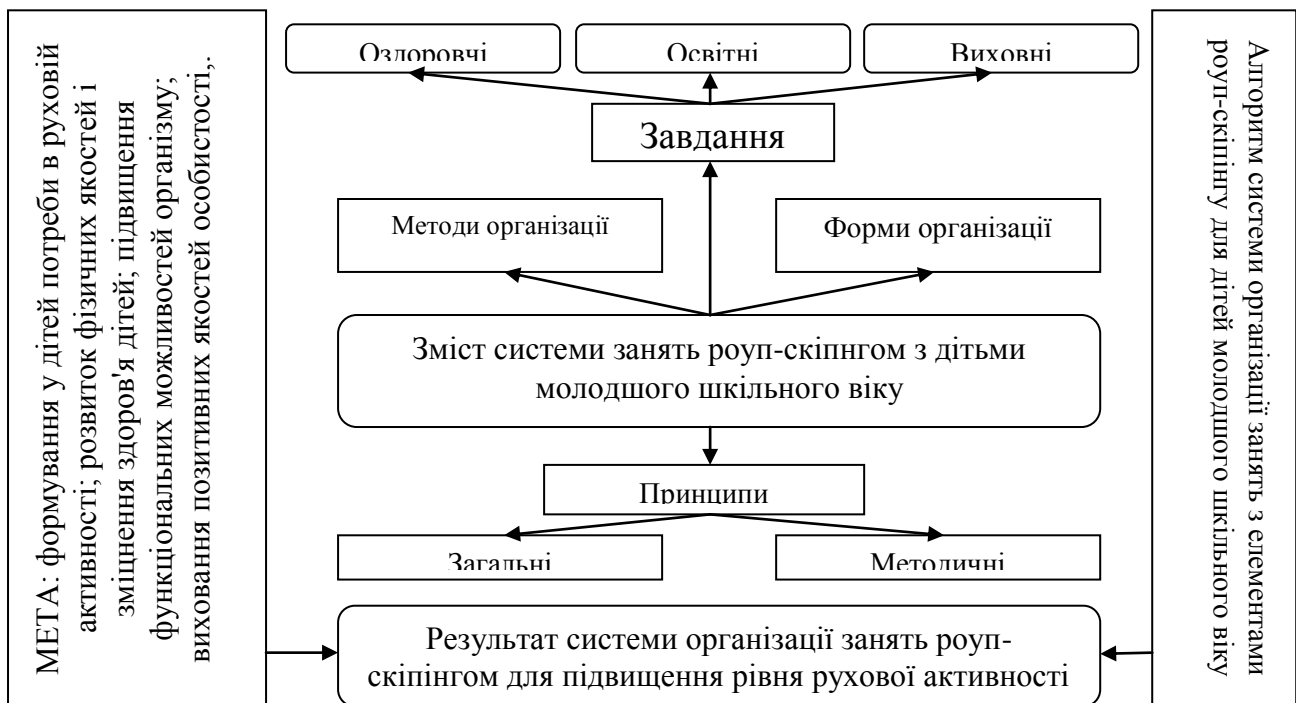 МЕТА: формування у дітей потреби в руховій
активності; розвиток фізичних якостей і
зміцнення здоров'я дітей; підвищення
функціональних можливостей організму;
виховання позитивних якостей особистості,.
Оздоровчі
Освітні
Виховні
Завдання
Методи організації
Форми організації
Зміст системи занять роуп-скіпнгом з дітьми
молодшого шкільного віку
Принципи
Загальні
Методичні
Результат системи організації занять роуп-
скіпінгом для підвищення рівня рухової активності
Алгоритм системи організації занять з елементами
роуп-скіпінгу для дітей молодшого шкільного віку